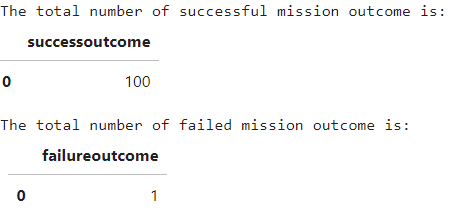 The total number of successful mission outcome is:
successoutcome
0 100
The total number of failed mission outcome is:
failureoutcome
0 1